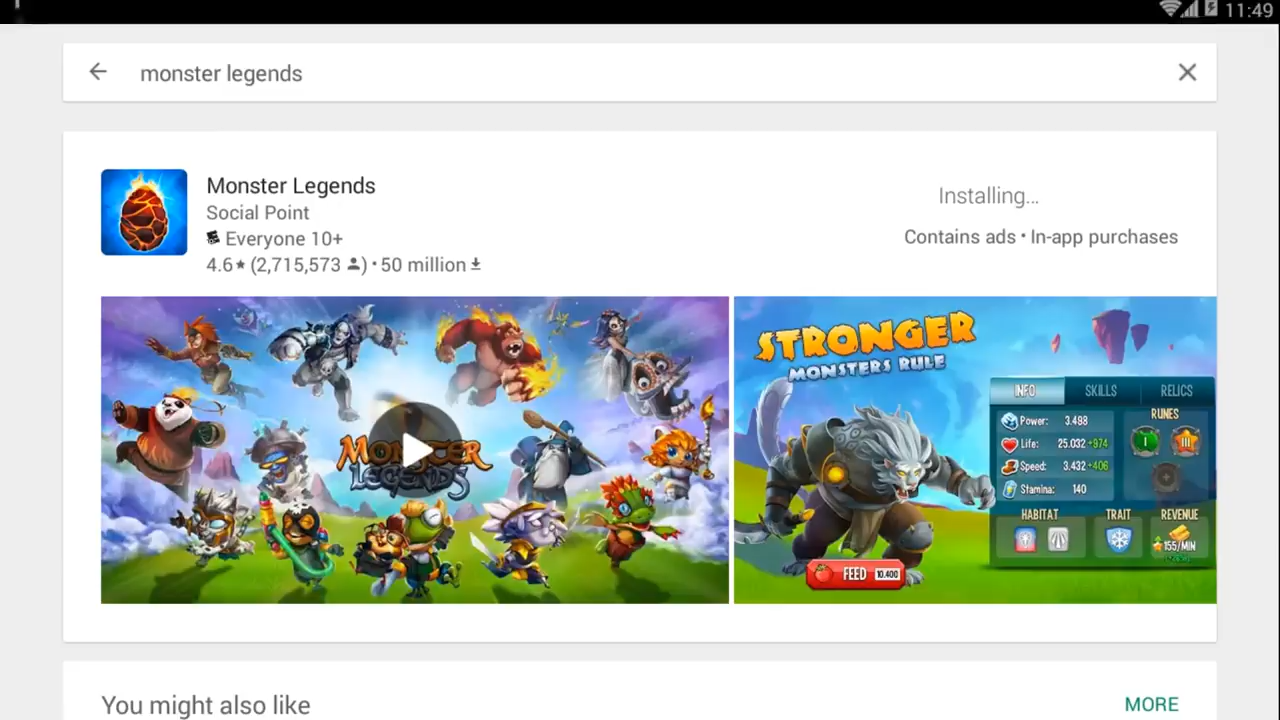 11:49
monster legends
Monster Legends
Social Point
Everyone 10+
4.6★ (2,715,573 ) • 50 million
Installing...
Contains ads • In-app purchases
MONSTER
LEGENDS
STRONGER
MONSTERS RULE
INFO SKILLS RELICS
Power: 3.488
Life: 25.032 +974
Speed: 3.432 +406
Stamina: 140
RUNES
I III
HABITAT TRAIT REVENUE
155/MIN
FEED 10.400
You might also like
MORE